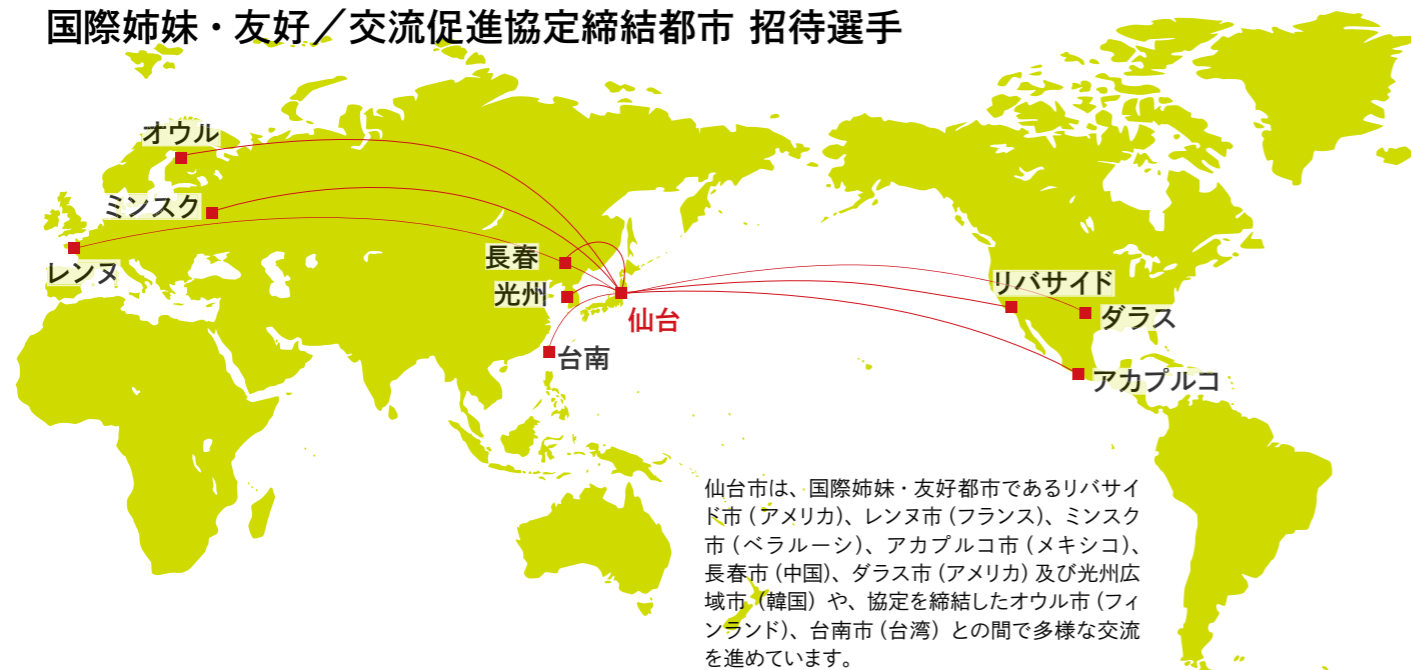 国際姉妹・友好／交流促進協定締結都市 招待選手
オウル
ミンスク
レンヌ
長春
光州
仙台
台南
リバサイド
ダラス
アカプルコ
仙台市は、国際姉妹・友好都市であるリバサイ
ド市（アメリカ）、レンヌ市（フランス）、ミンスク
市（ベラルーシ）、アカプルコ市（メキシコ）、
長春市（中国）、ダラス市（アメリカ）及び光州広
域市（韓国）や、協定を締結したオウル市（フィ
ンランド）、台南市（台湾）との間で多様な交流
を進めています。